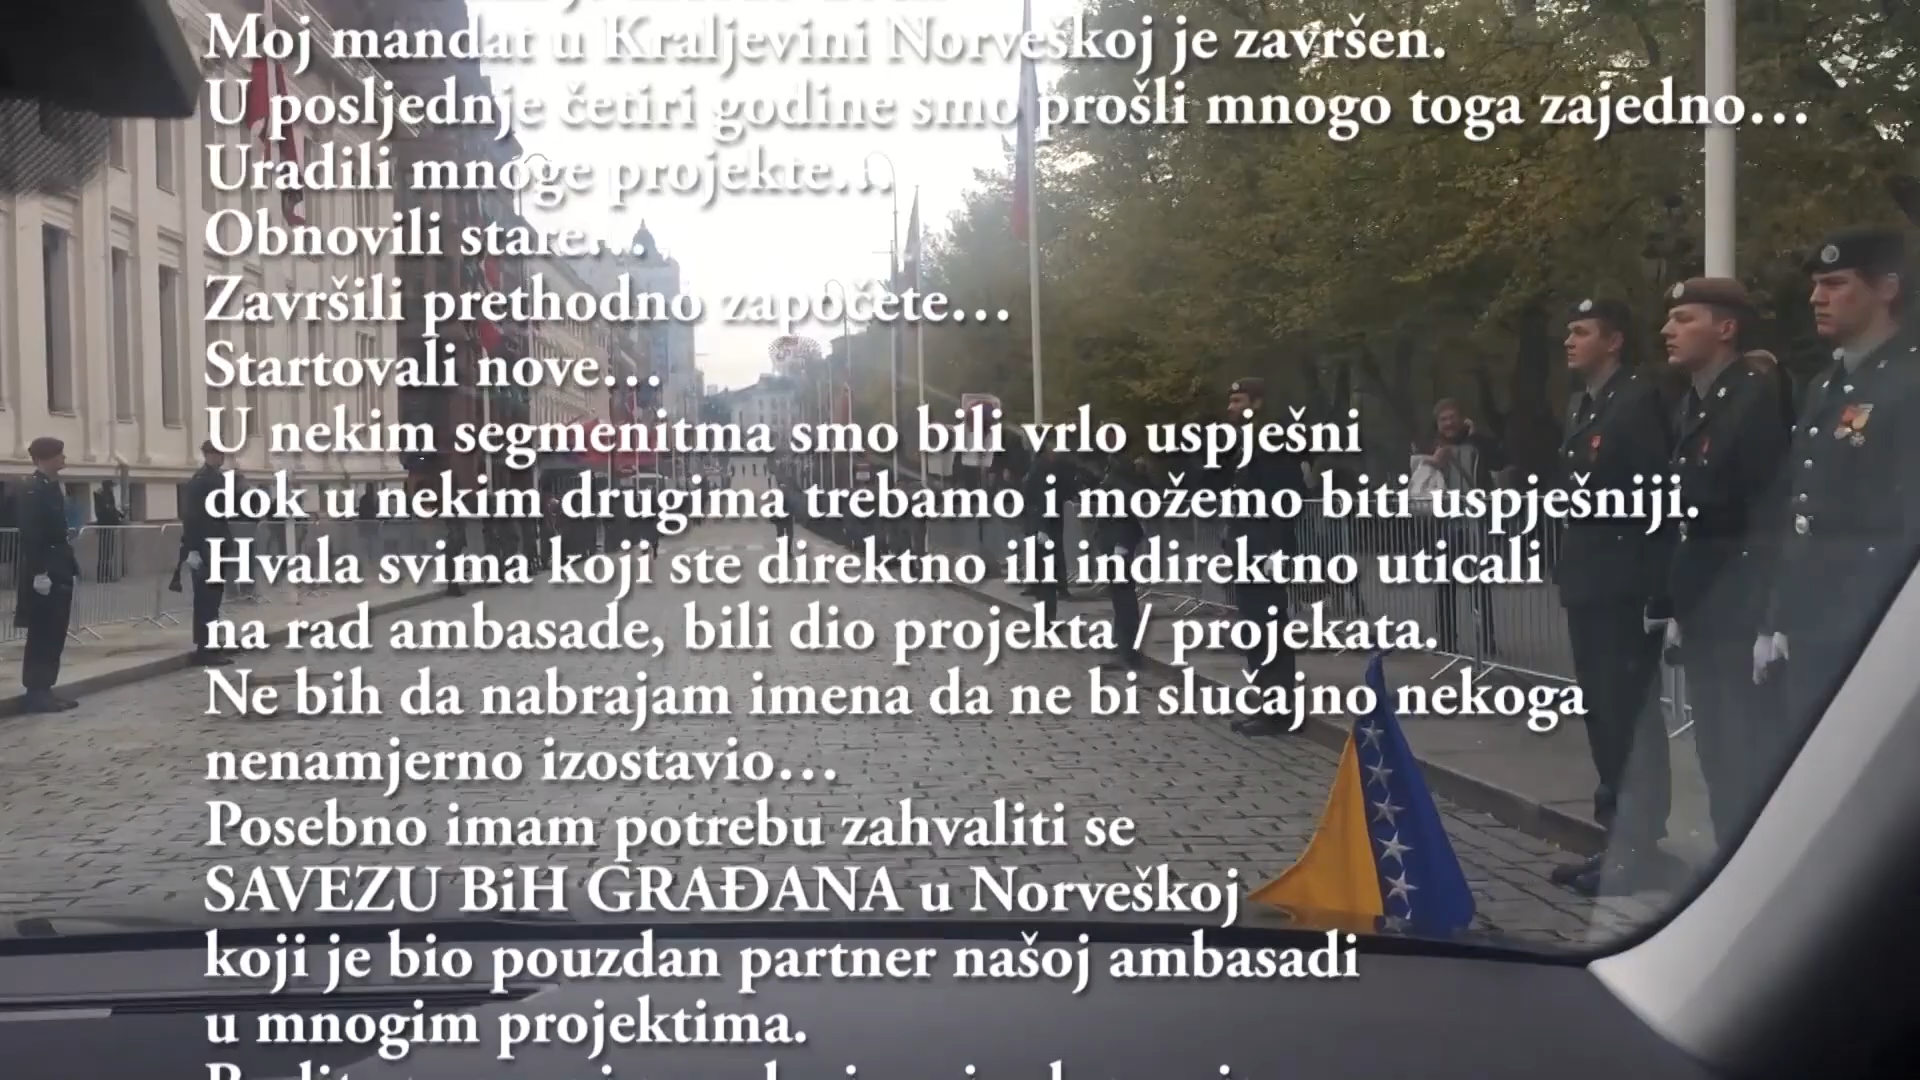 Moj mandat u Kraljevini Norveškoj je završen.
U posljednje četiri godine smo prošli mnogo toga zajedno…
Uradili mnoge projekte…
Obnovili stare…
Završili prethodno započete…
Startovali nove…
U nekim segmenitma smo bili vrlo uspješni
dok u nekim drugima trebamo i možemo biti uspješniji.
Hvala svima koji ste direktno ili indirektno uticali
na rad ambasade, bili dio projekta / projekata.
Ne bih da nabrajam imena da ne bi slučajno nekoga
nenamjerno izostavio…
Posebno imam potrebu zahvaliti se
SAVEZU BiH GRAĐANA u Norveškoj
koji je bio pouzdan partner našoj ambasadi
u mnogim projektima.